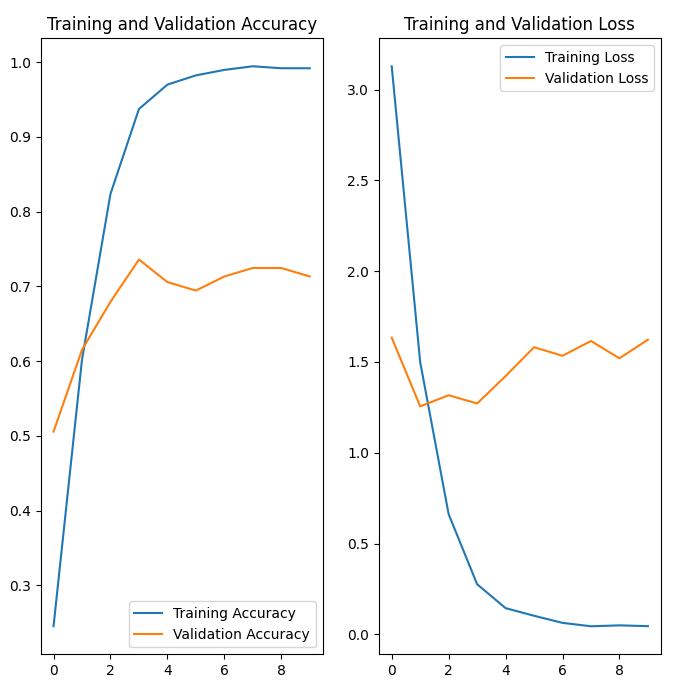 Training and Validation Accuracy
1.0
0.9
0.8
0.7
0.6
0.5
0.4
0.3
Training Accuracy
Validation Accuracy
0 2 4 6 8
Training and Validation Loss
Training Loss
Validation Loss
3.0
2.5
2.0
1.5
1.0
0.5
0.0
0 2 4 6 8